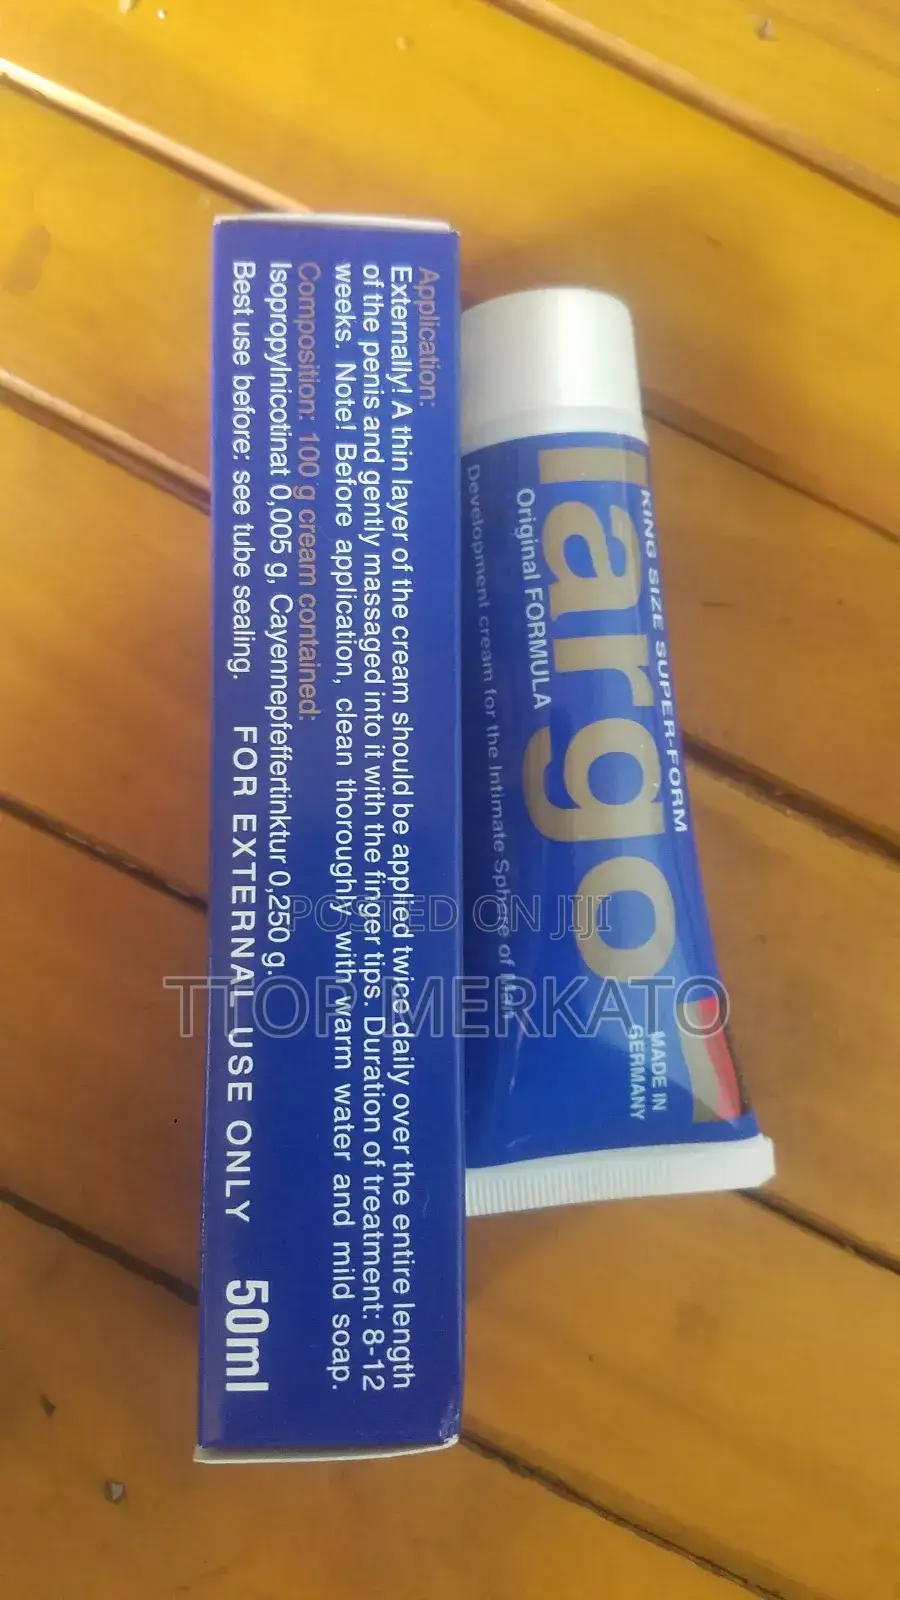 Application:
Externally! A thin layer of the cream should be applied twice daily over the entire length
of the penis and gently massaged into it with the finger tips. Duration of treatment: 8-12
weeks. Note! Before application, clean thoroughly with warm water and mild soap.
Composition: 100 g cream contained:
Isopropylnicotinat 0,005 g, Cayennepfeffertinktur 0,250 g.
Best use before: see tube sealing. FOR EXTERNAL USE ONLY 50ml
KING SIZE SUPER-FORM
largo
Original FORMULA
Development cream for the Intimate Sphere of Man
MADE IN
GERMANY
POSTED ON JIJI
TTOP MERKATO